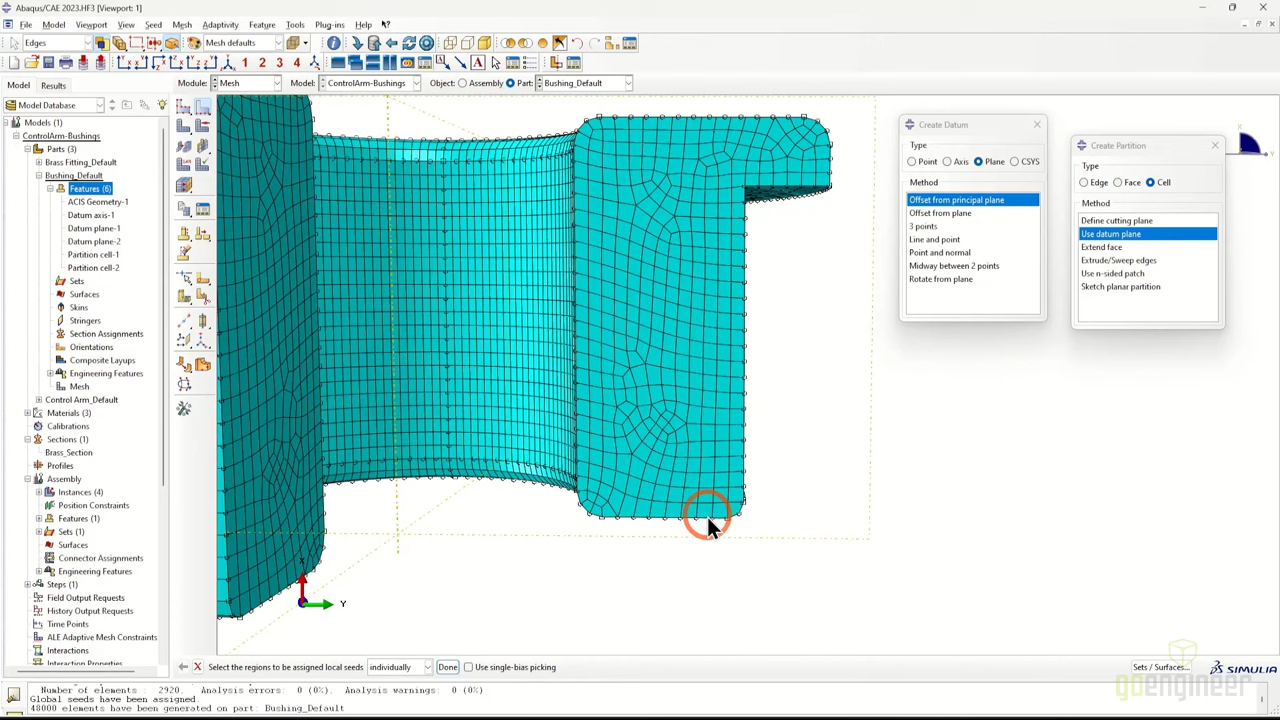 Abaqus/CAE 2023.HF3 [Viewport: 1]
File Model Viewport View Seed Mesh Adaptivity Feature Tools Plug-ins Help
Edges Mesh defaults
1 2 3 4 A
Model Results Module: Mesh Model: ControlArm-Bushings Object: Assembly Part: Bushing_Default
Model Database
Models (1)
ControlArm-Bushings
Parts (3)
Brass Fitting_Default
Bushing_Default
Features (6)
ACIS Geometry-1
Datum axis-1
Datum plane-1
Datum plane-2
Partition cell-1
Partition cell-2
Sets
Surfaces
Skins
Stringers
Section Assignments
Orientations
Composite Layups
Engineering Features
Mesh
Control Arm_Default
Materials (3)
Calibrations
Sections (1)
Brass_Section
Profiles
Assembly
Instances (4)
Position Constraints
Features (1)
Sets (1)
Surfaces
Connector Assignments
Engineering Features
Steps (1)
Field Output Requests
History Output Requests
Time Points
ALE Adaptive Mesh Constraints
Interactions
Interaction Properties
Create Datum
Type
Point Axis Plane CSYS
Method
Offset from principal plane
Offset from plane
3 points
Line and point
Point and normal
Midway between 2 points
Rotate from plane
Create Partition
Type
Edge Face Cell
Method
Define cutting plane
Use datum plane
Extend face
Extrude/Sweep edges
Use n-sided patch
Sketch planar partition
X
Y
Select the regions to be assigned local seeds individually Done Use single-bias picking Sets / Surfaces...
SIMULIA
goengineer
Number of elements : 2920, Analysis errors: 0 (0%), Analysis warnings: 0 (0%)
Global seeds have been assigned.
48000 elements have been generated on part: Bushing_Default